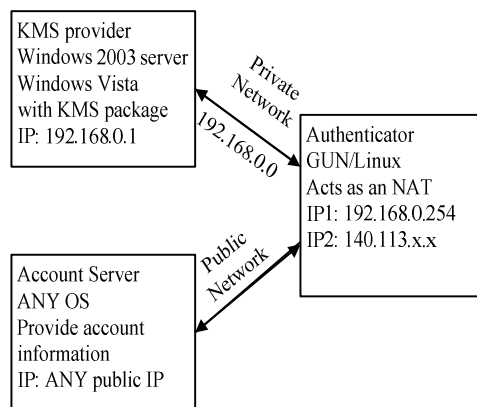 KMS provider
Windows 2003 server
Windows Vista
with KMS package
IP: 192.168.0.1
Private
Network
192.168.0.0
Authenticator
GUN/Linux
Acts as an NAT
IP1: 192.168.0.254
IP2: 140.113.x.x
Public
Network
Account Server
ANY OS
Provide account
information
IP: ANY public IP